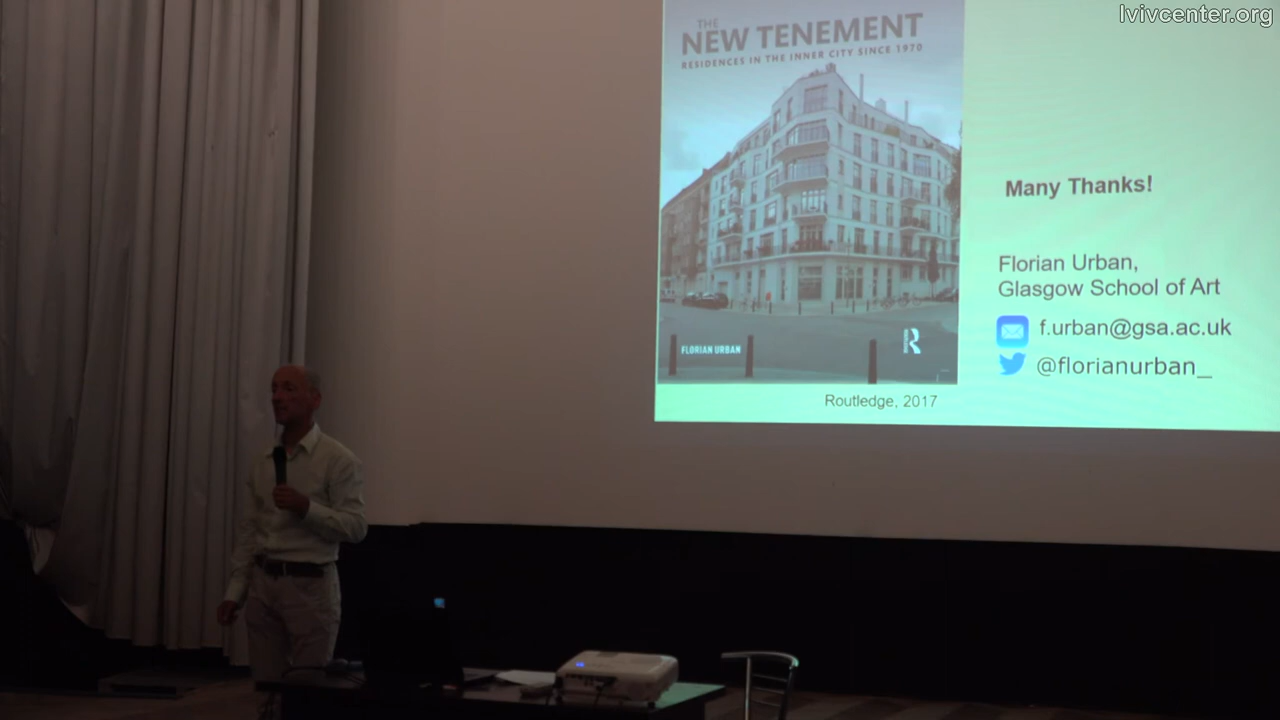 lvivcenter.org
THE
NEW TENEMENT
RESIDENCES IN THE INNER CITY SINCE 1970
FLORIAN URBAN
R
Routledge, 2017
Many Thanks!
Florian Urban,
Glasgow School of Art
f.urban@gsa.ac.uk
@florianurban_